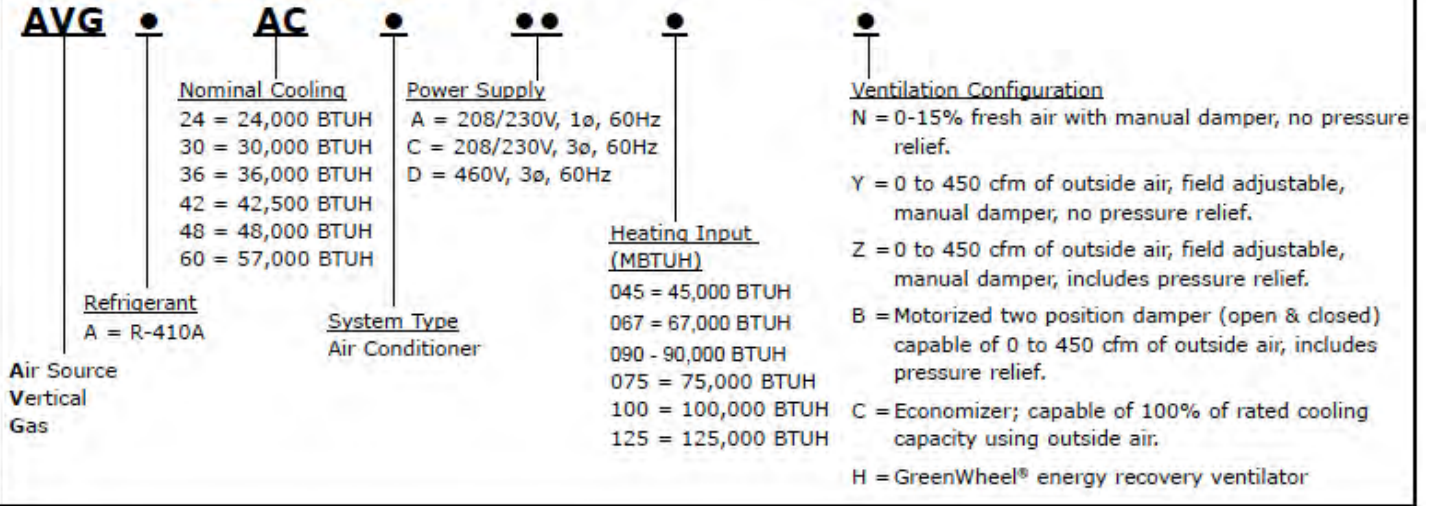 AVG ● AC ● ●● ● ●
Nominal Cooling
24 = 24,000 BTUH
30 = 30,000 BTUH
36 = 36,000 BTUH
42 = 42,500 BTUH
48 = 48,000 BTUH
60 = 57,000 BTUH
Power Supply
A = 208/230V, 1ø, 60Hz
C = 208/230V, 3ø, 60Hz
D = 460V, 3ø, 60Hz
Refrigerant
A = R-410A
System Type
Air Conditioner
Air Source
Vertical
Gas
Heating Input
(MBTUH)
045 = 45,000 BTUH
067 = 67,000 BTUH
090 - 90,000 BTUH
075 = 75,000 BTUH
100 = 100,000 BTUH
125 = 125,000 BTUH
Ventilation Configuration
N = 0-15% fresh air with manual damper, no pressure
relief.
Y = 0 to 450 cfm of outside air, field adjustable,
manual damper, no pressure relief.
Z = 0 to 450 cfm of outside air, field adjustable,
manual damper, includes pressure relief.
B = Motorized two position damper (open & closed)
capable of 0 to 450 cfm of outside air, includes
pressure relief.
C = Economizer; capable of 100% of rated cooling
capacity using outside air.
H = GreenWheel® energy recovery ventilator